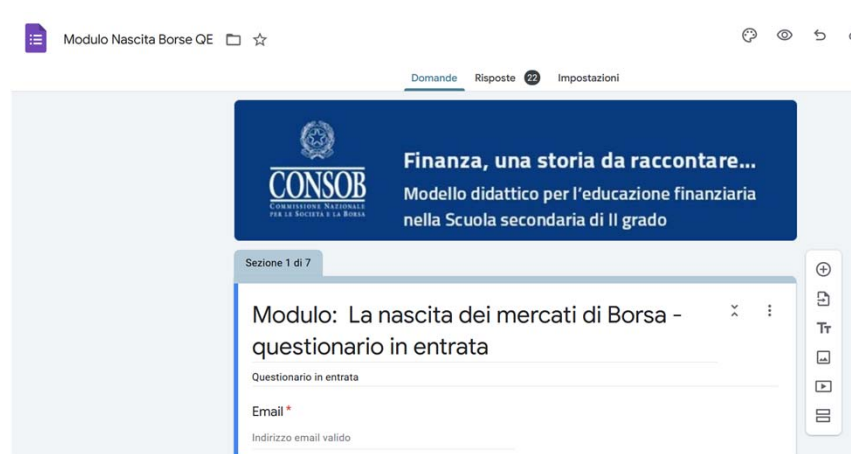 Modulo Nascita Borse QE
Domande Risposte 22 Impostazioni
CONSOB
COMMISSIONE NAZIONALE
PER LE SOCIETÀ E LA BORSA
Finanza, una storia da raccontare...
Modello didattico per l'educazione finanziaria
nella Scuola secondaria di II grado
Sezione 1 di 7
Modulo: La nascita dei mercati di Borsa -
questionario in entrata
Questionario in entrata
Email *
Indirizzo email valido
Tт